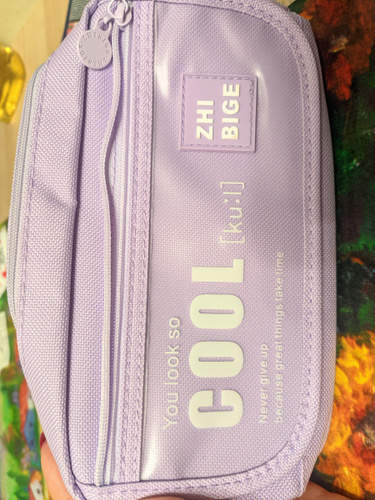 ZHI
BIGE
You look so
COOL [ku:l]
Never give up
because great things take time